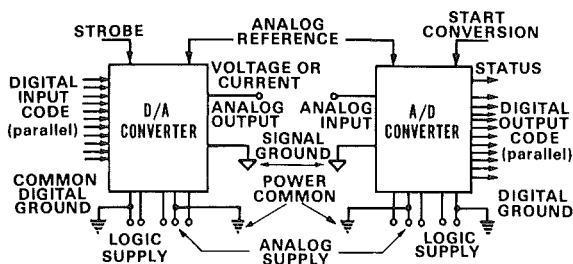 STROBE
ANALOG
REFERENCE
START
CONVERSION
DIGITAL
INPUT
CODE
(parallel)
D/A
CONVERTER
VOLTAGE OR
CURRENT
ANALOG
OUTPUT
ANALOG
INPUT
A/D
CONVERTER
STATUS
DIGITAL
OUTPUT
CODE
(parallel)
SIGNAL
GROUND
COMMON
DIGITAL
GROUND
POWER
COMMON
DIGITAL
GROUND
LOGIC
SUPPLY
ANALOG
SUPPLY
LOGIC
SUPPLY